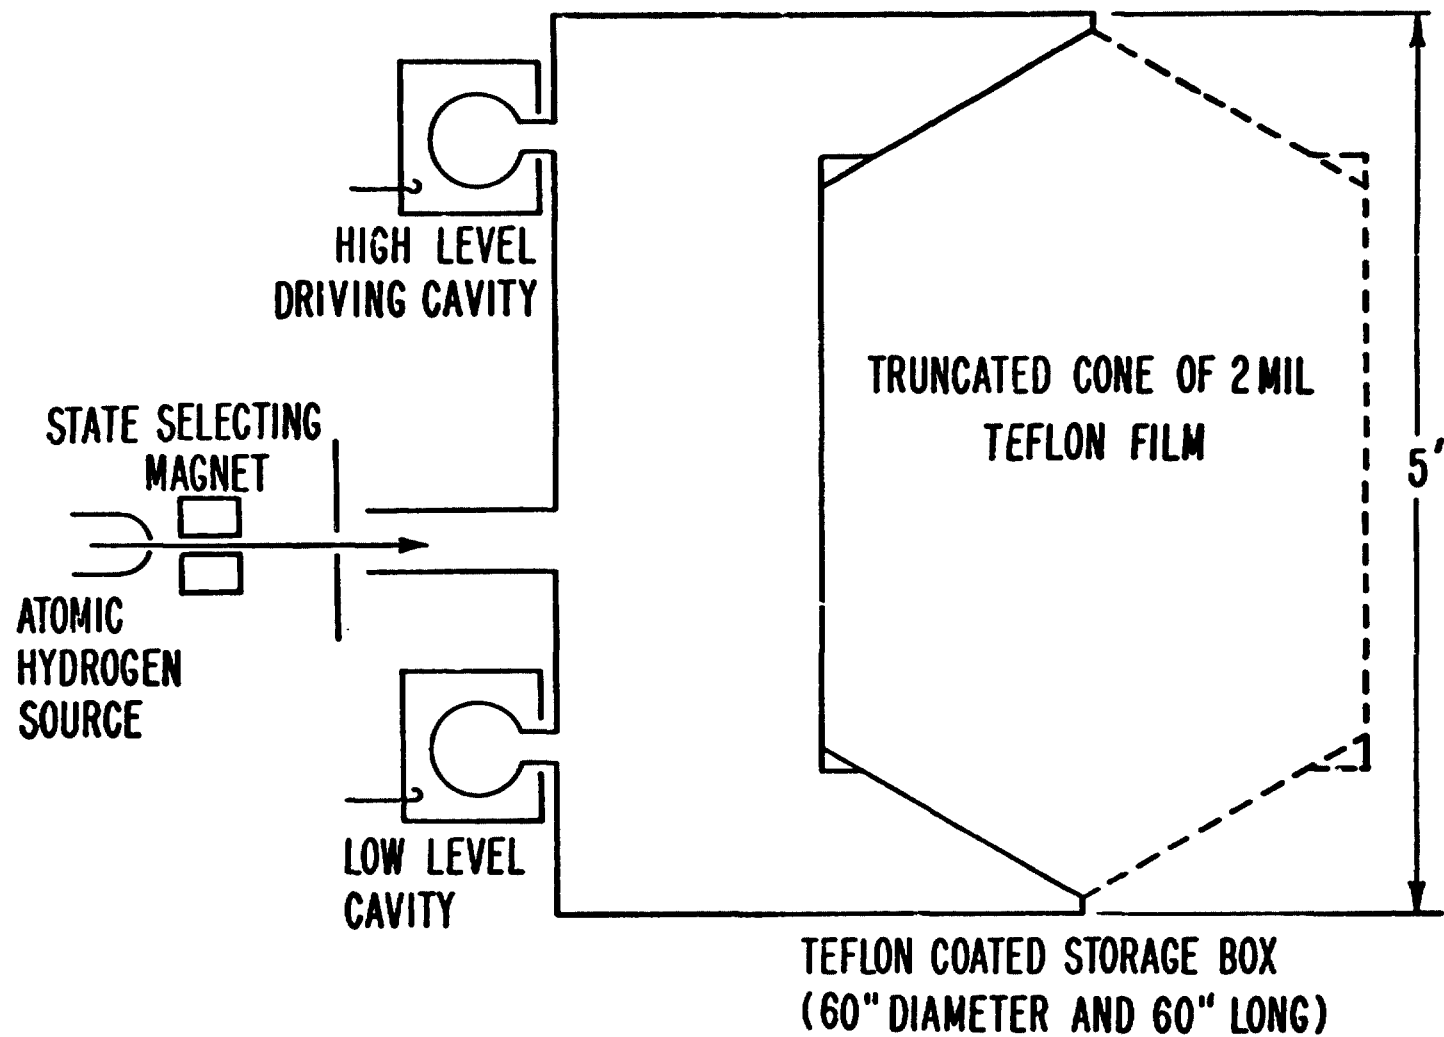 HIGH LEVEL
DRIVING CAVITY
STATE SELECTING
MAGNET
ATOMIC
HYDROGEN
SOURCE
LOW LEVEL
CAVITY
TRUNCATED CONE OF 2 MIL
TEFLON FILM
5'
TEFLON COATED STORAGE BOX
(60" DIAMETER AND 60" LONG)